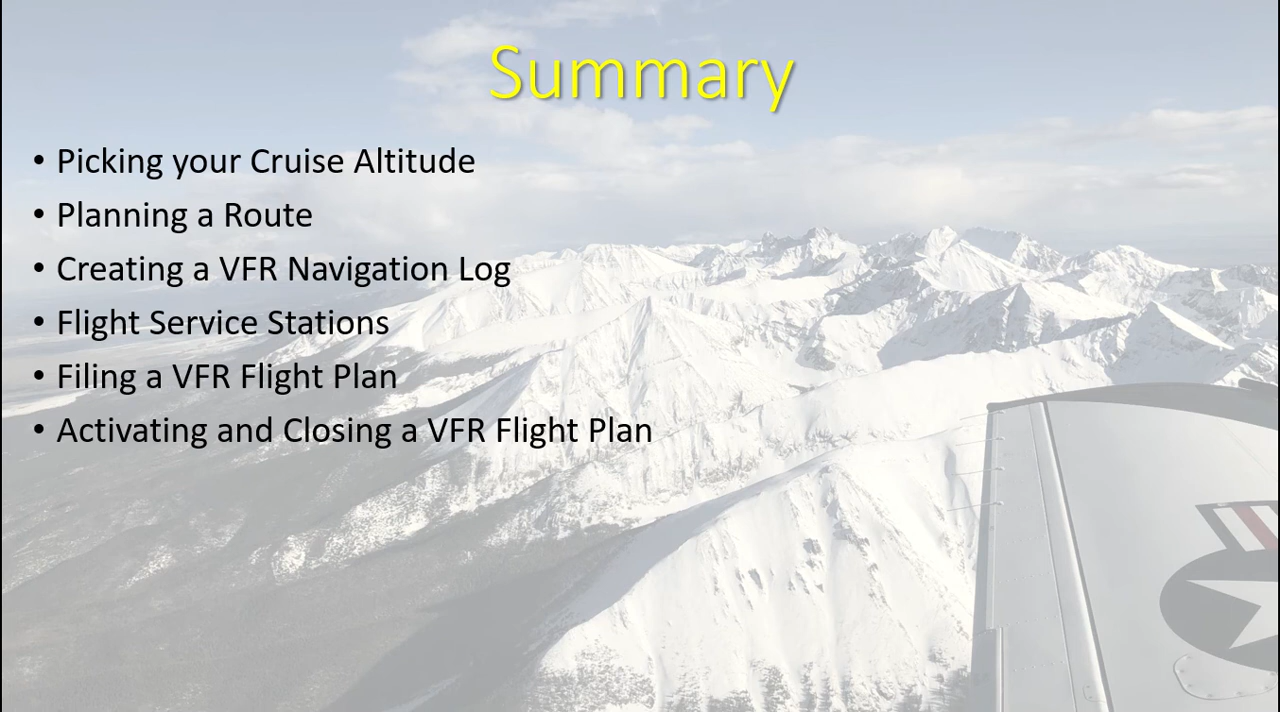 Summary
• Picking your Cruise Altitude
• Planning a Route
• Creating a VFR Navigation Log
• Flight Service Stations
• Filing a VFR Flight Plan
• Activating and Closing a VFR Flight Plan